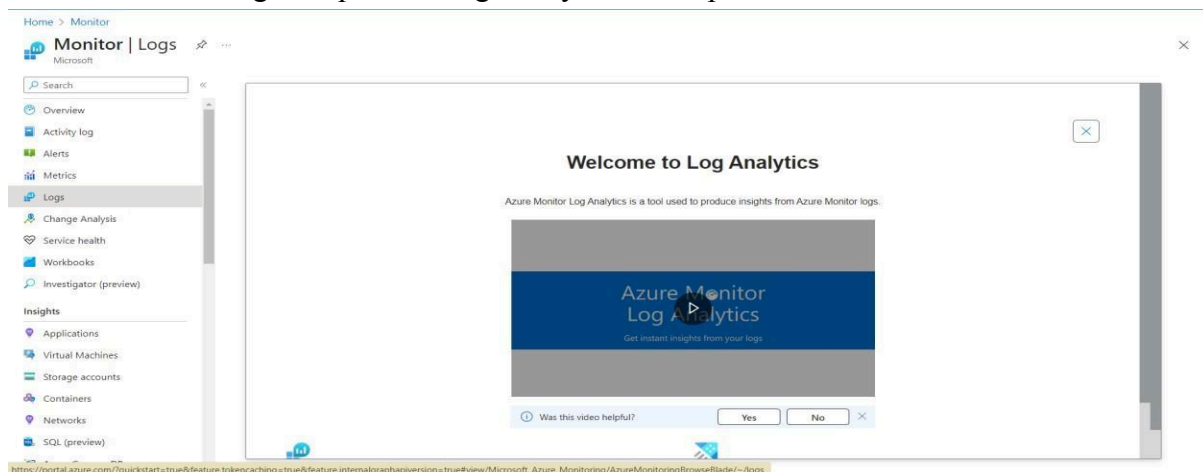 Home > Monitor
Monitor | Logs
Microsoft
Search
Overview
Activity log
Alerts
Metrics
Logs
Change Analysis
Service health
Workbooks
Investigator (preview)
Insights
Applications
Virtual Machines
Storage accounts
Containers
Networks
SQL (preview)
Welcome to Log Analytics
Azure Monitor Log Analytics is a tool used to produce insights from Azure Monitor logs.
Azure Monitor
Log Analytics
Get instant insights from your logs
Was this video helpful?
Yes
No
https://portal.azure.com/?quickstart=true&feature.tokencaching=true&feature.internalgraphapiversion=true#view/Microsoft_Azure_Monitoring/AzureMonitoringBrowseBlade/~/logs